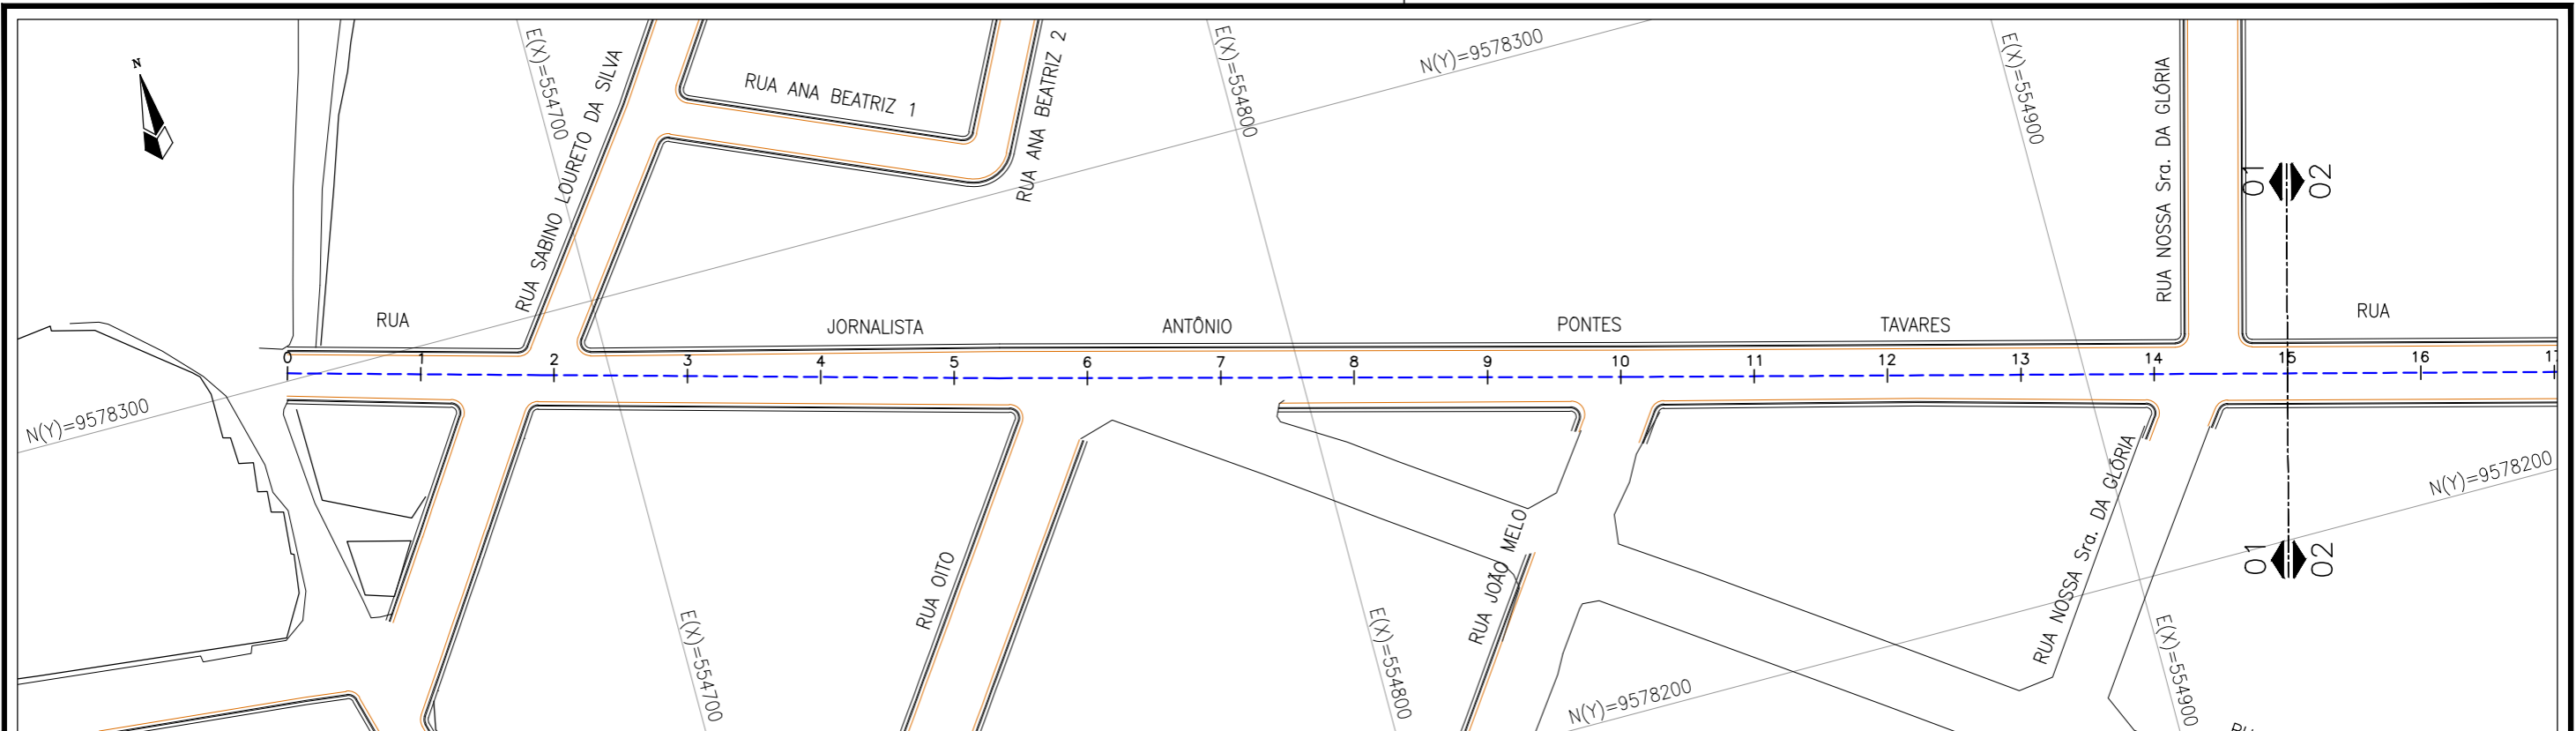 N
E(X)=554700
RUA SABINO LOURETO DA SILVA
RUA ANA BEATRIZ 1
RUA ANA BEATRIZ 2
E(X)=554800
N(Y)=9578300
E(X)=554900
RUA NOSSA Sra. DA GLÓRIA
01
02
RUA
JORNALISTA
ANTÔNIO
PONTES
TAVARES
RUA
0
1
2
3
4
5
6
7
8
9
10
11
12
13
14
15
16
N(Y)=9578300
RUA OITO
RUA JOÃO MELO
RUA NOSSA Sra. DA GLÓRIA
N(Y)=9578200
01
02
E(X)=554700
E(X)=554800
N(Y)=9578200
E(X)=554900